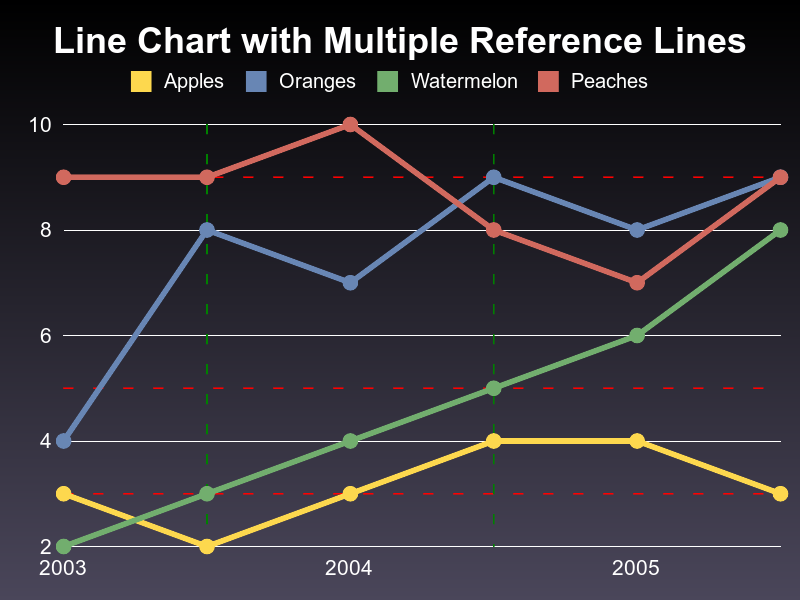 Line Chart with Multiple Reference Lines
Apples Oranges Watermelon Peaches
10
8
6
4
2
2003 2004 2005